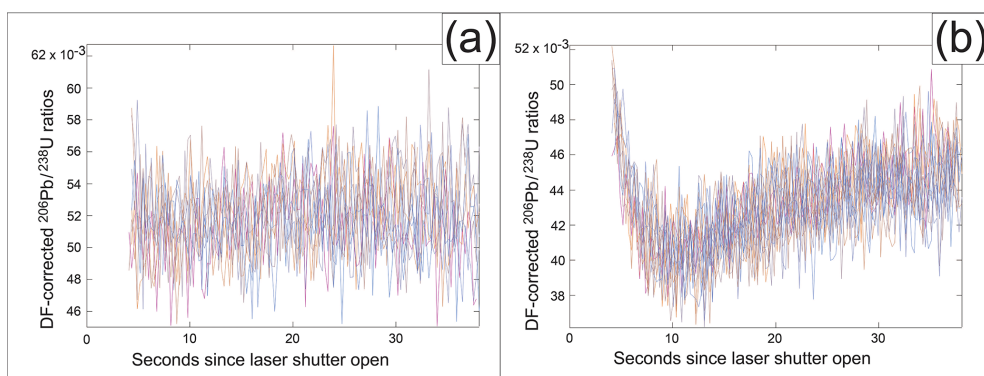 (a)
62 x 10⁻³
60
58
56
54
52
50
48
46
0
10
20
30
DF-corrected ²⁰⁶Pb/²³⁸U ratios
Seconds since laser shutter open
(b)
52 x 10⁻³
50
48
46
44
42
40
38
0
10
20
30
DF-corrected ²⁰⁶Pb/²³⁸U ratios
Seconds since laser shutter open